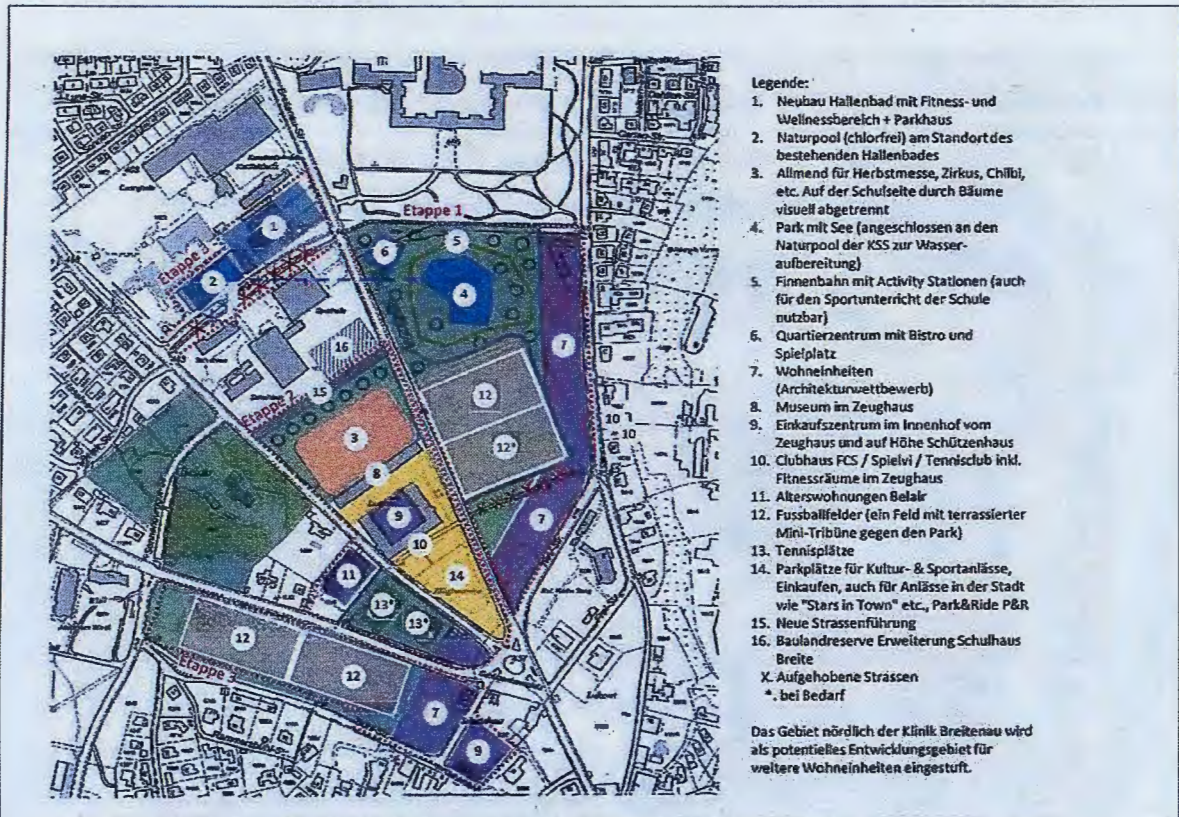 Etappe 1
1
5
6
Etappe 3
2
4
16
7
15
12
Etappe 2
3
12*
10
10
8
9
7
10
14
11
13*
13*
12
12
Etappe 3
7
9
Legende:
1. Neubau Hallenbad mit Fitness- und
Wellnessbereich + Parkhaus
2. Naturpool (chlorfrei) am Standort des
bestehenden Hallenbades
3. Allmend für Herbstmesse, Zirkus, Chilbi,
etc. Auf der Schulseite durch Bäume
visuell abgetrennt
4. Park mit See (angeschlossen an den
Naturpool der KSS zur Wasser-
aufbereitung)
5. Finnenbahn mit Activity Stationen (auch
für den Sportunterricht der Schule
nutzbar)
6. Quartierzentrum mit Bistro und
Spielplatz
7. Wohneinheiten
(Architekturwettbewerb)
8. Museum im Zeughaus
9. Einkaufszentrum im Innenhof vom
Zeughaus und auf Höhe Schützenhaus
10. Clubhaus FCS / Spielvi / Tennisclub inkl.
Fitnessräume im Zeughaus
11. Alterswohnungen Belair
12. Fussballfelder (ein Feld mit terrassierter
Mini-Tribüne gegen den Park)
13. Tennisplätze
14. Parkplätze für Kultur- & Sportanlässe,
Einkaufen, auch für Anlässe in der Stadt
wie "Stars in Town" etc., Park&Ride P&R
15. Neue Strassenführung
16. Baulandreserve Erweiterung Schulhaus
Breite
X. Aufgehobene Strassen
*. bei Bedarf
Das Gebiet nördlich der Klinik Breitenau wird
als potentielles Entwicklungsgebiet für
weitere Wohneinheiten eingestuft.